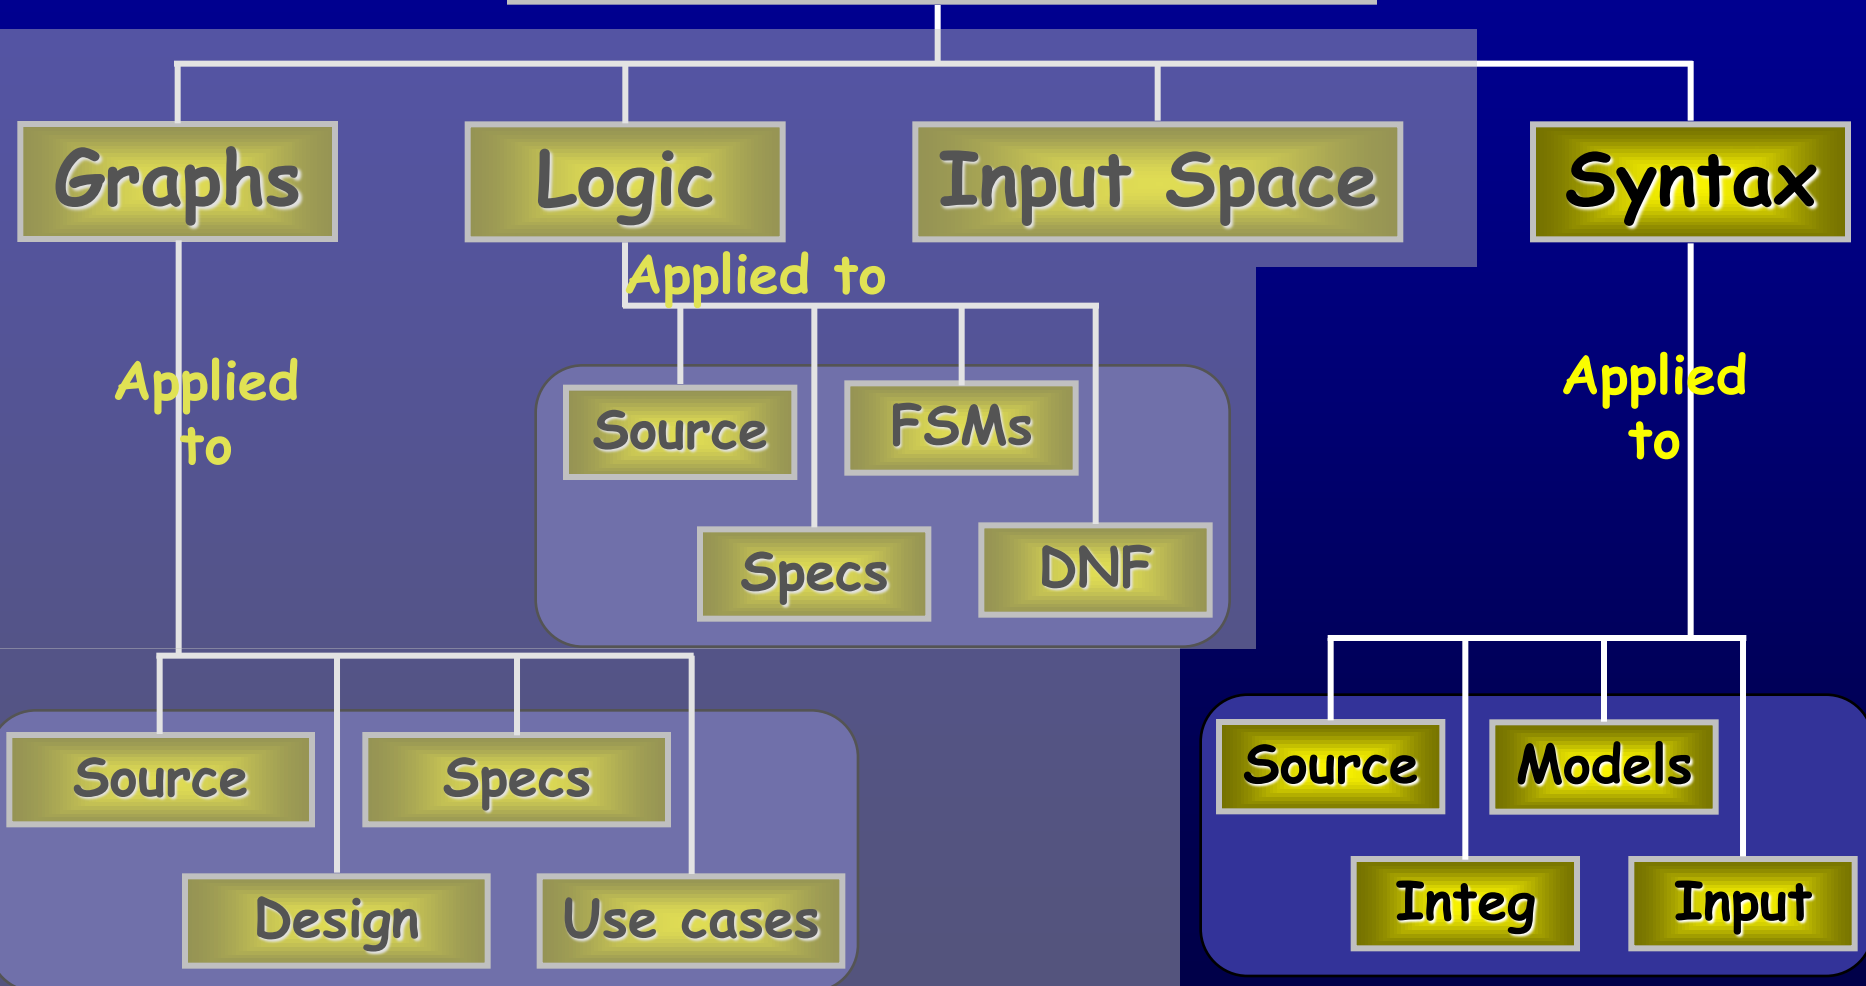 Graphs
Logic
Input Space
Syntax
Applied to
Applied
to
Applied
to
Source
FSMs
Specs
DNF
Source
Specs
Design
Use cases
Source
Models
Integ
Input